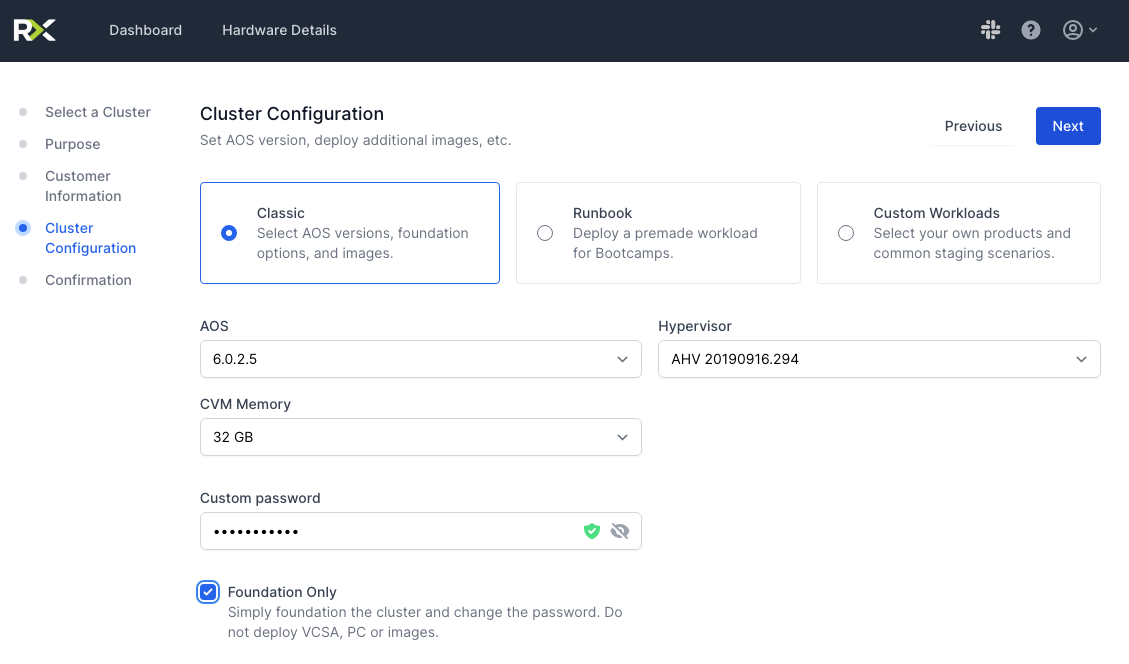 RX
Dashboard
Hardware Details
Select a Cluster
Purpose
Customer
Information
Cluster
Configuration
Confirmation
Cluster Configuration
Set AOS version, deploy additional images, etc.
Previous
Next
Classic
Select AOS versions, foundation
options, and images.
Runbook
Deploy a premade workload
for Bootcamps.
Custom Workloads
Select your own products and
common staging scenarios.
AOS
6.0.2.5
Hypervisor
AHV 20190916.294
CVM Memory
32 GB
Custom password
•••••••••••
Foundation Only
Simply foundation the cluster and change the password. Do
not deploy VCSA, PC or images.